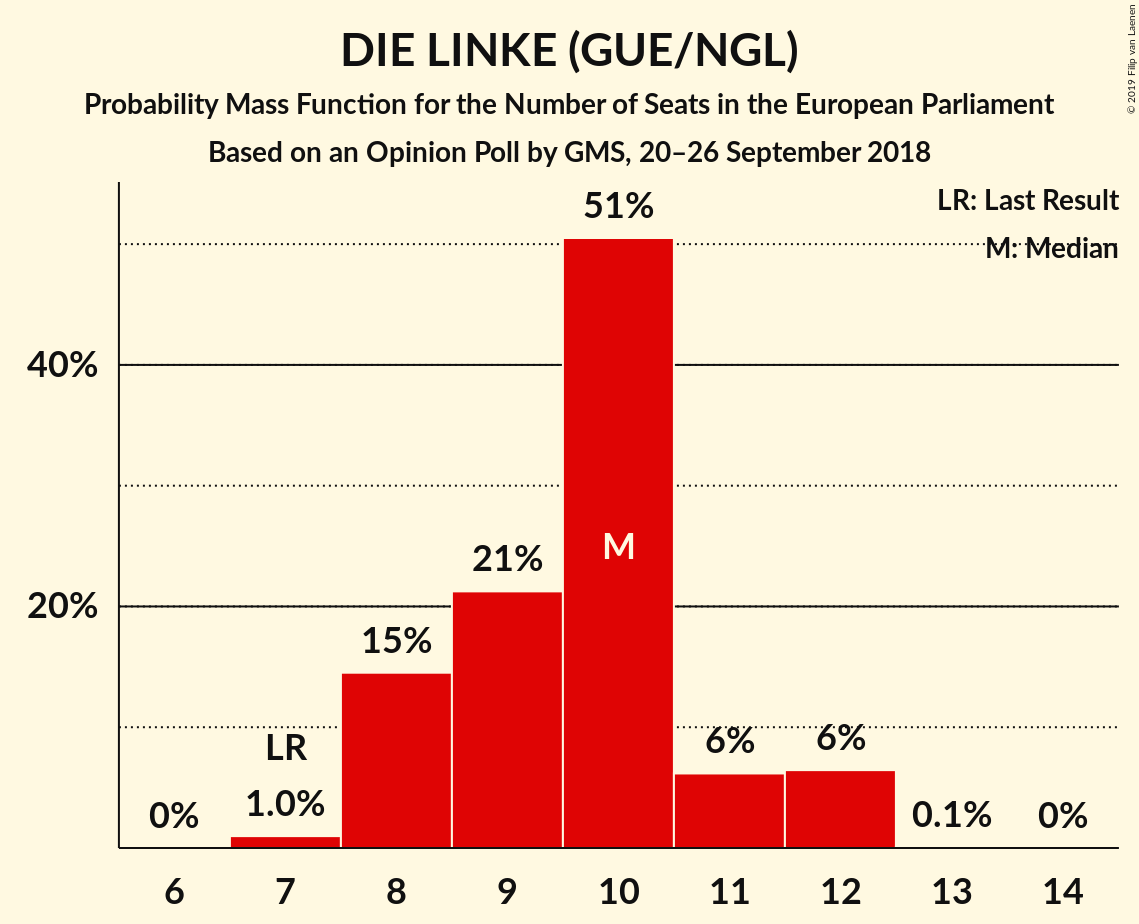 DIE LINKE (GUE/NGL)
Probability Mass Function for the Number of Seats in the European Parliament
Based on an Opinion Poll by GMS, 20–26 September 2018
© 2019 Filip van Laenen
LR: Last Result
M: Median
51%
40%
M
21%
20%
15%
LR
6%
6%
0%
1.0%
0.1%
0%
6 7 8 9 10 11 12 13 14